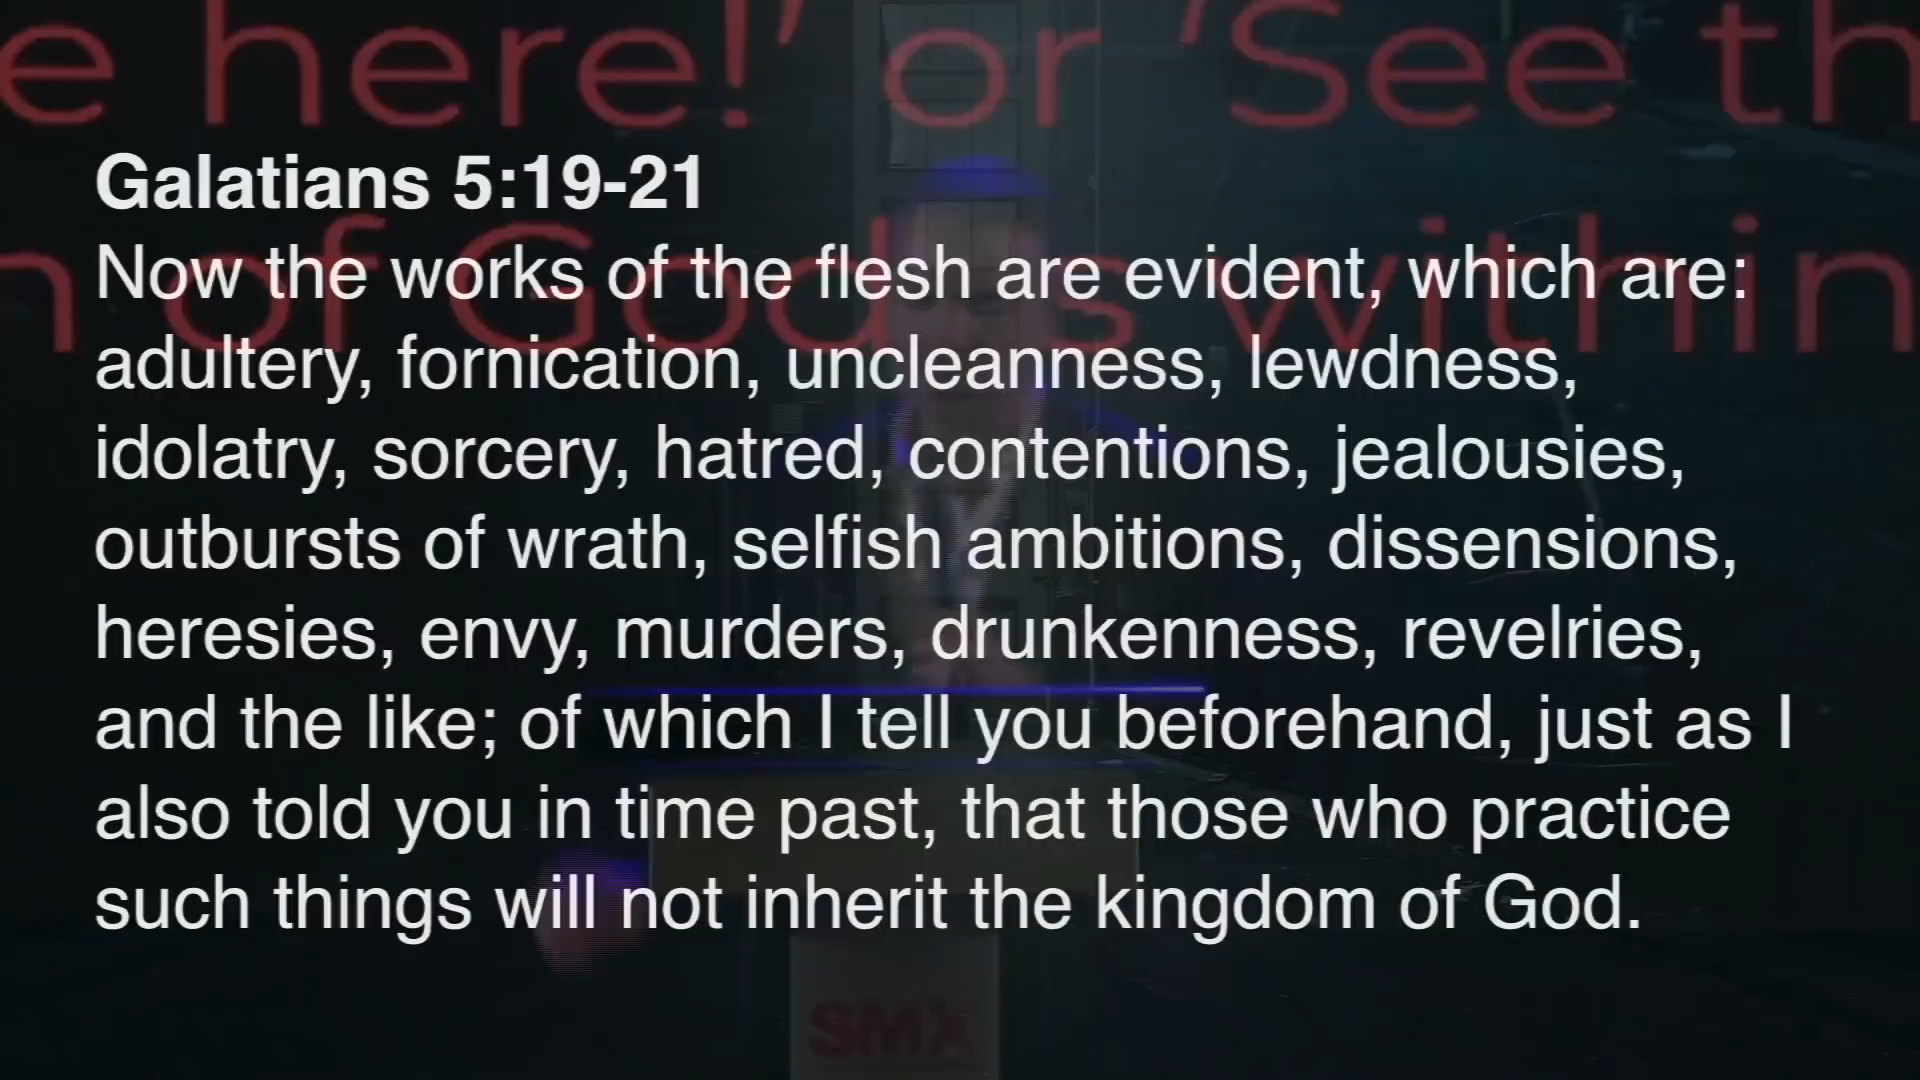 e here!' or 'See th
Galatians 5:19-21
n of God is within
Now the works of the flesh are evident, which are:
adultery, fornication, uncleanness, lewdness,
idolatry, sorcery, hatred, contentions, jealousies,
outbursts of wrath, selfish ambitions, dissensions,
heresies, envy, murders, drunkenness, revelries,
and the like; of which I tell you beforehand, just as I
also told you in time past, that those who practice
such things will not inherit the kingdom of God.
SMX